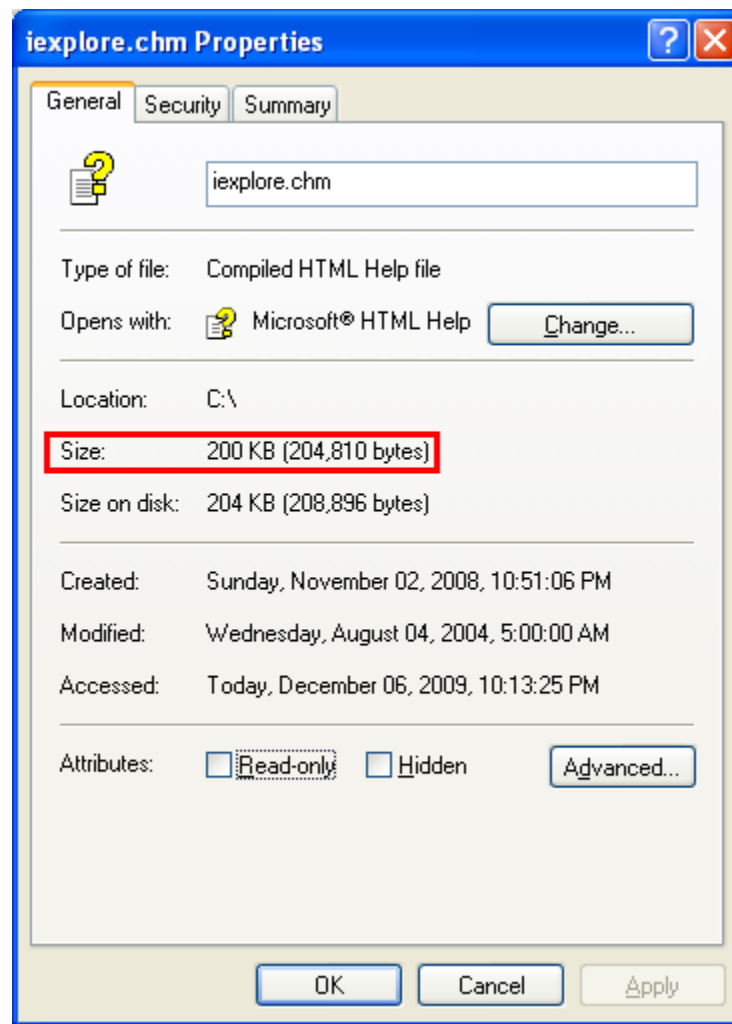 iexplore.chm Properties
General Security Summary
iexplore.chm
Type of file: Compiled HTML Help file
Opens with: Microsoft® HTML Help Change...
Location: C:\
Size: 200 KB (204,810 bytes)
Size on disk: 204 KB (208,896 bytes)
Created: Sunday, November 02, 2008, 10:51:06 PM
Modified: Wednesday, August 04, 2004, 5:00:00 AM
Accessed: Today, December 06, 2009, 10:13:25 PM
Attributes: Read-only Hidden Advanced...
OK Cancel Apply